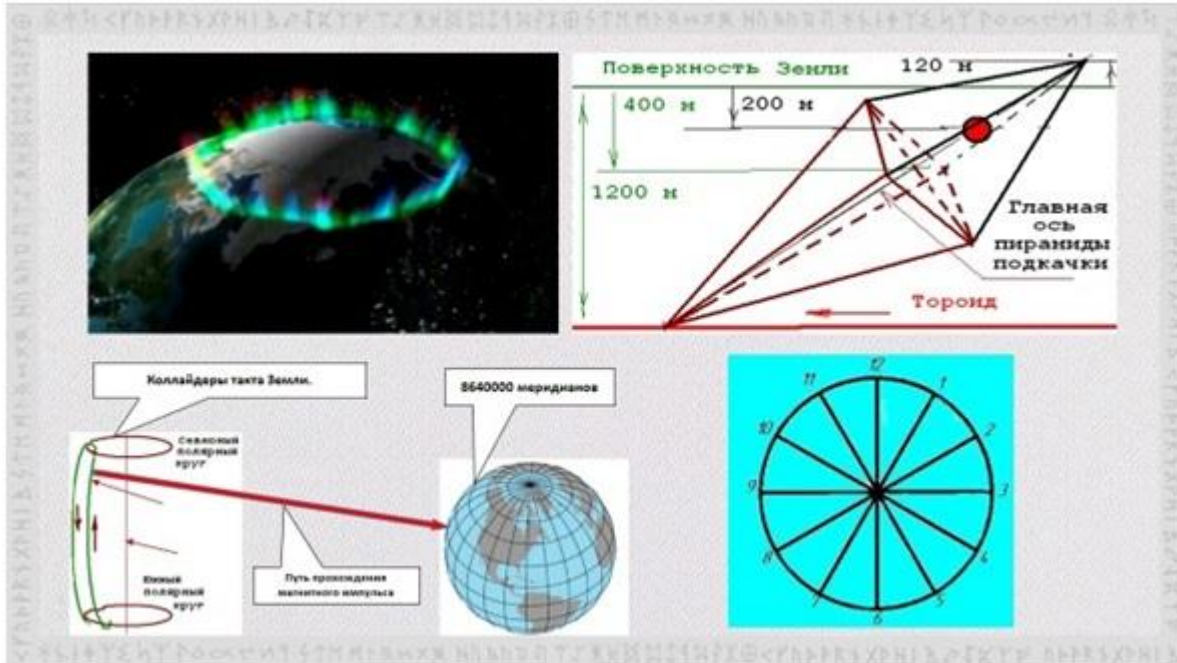 Поверхность Земли
120 м
400 м
200 м
1200 м
Главная
ось
пирамиды
подкачки
Тороид
Коллайдеры такта Земли.
8640000 меридианов
Северный
полярный
круг
Южный
полярный
круг
Путь прохождения
магнитного импульса
12
11
1
10
2
9
3
8
4
7
5
6